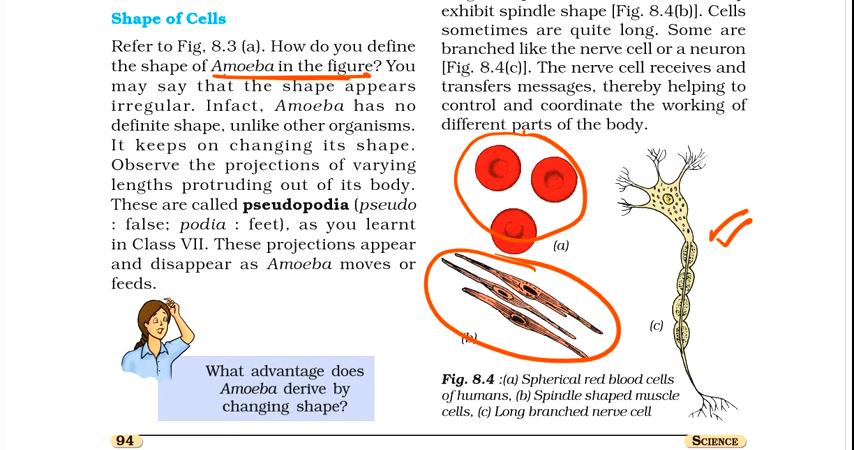 Shape of Cells
Refer to Fig. 8.3 (a). How do you define
the shape of Amoeba in the figure? You
may say that the shape appears
irregular. Infact, Amoeba has no
definite shape, unlike other organisms.
It keeps on changing its shape.
Observe the projections of varying
lengths protruding out of its body.
These are called pseudopodia (pseudo
: false; podia : feet), as you learnt
in Class VII. These projections appear
and disappear as Amoeba moves or
feeds.
What advantage does
Amoeba derive by
changing shape?
94
exhibit spindle shape [Fig. 8.4(b)]. Cells
sometimes are quite long. Some are
branched like the nerve cell or a neuron
[Fig. 8.4(c)]. The nerve cell receives and
transfers messages, thereby helping to
control and coordinate the working of
different parts of the body.
(a)
(b)
(c)
Fig. 8.4 :(a) Spherical red blood cells
of humans, (b) Spindle shaped muscle
cells, (c) Long branched nerve cell
SCIENCE